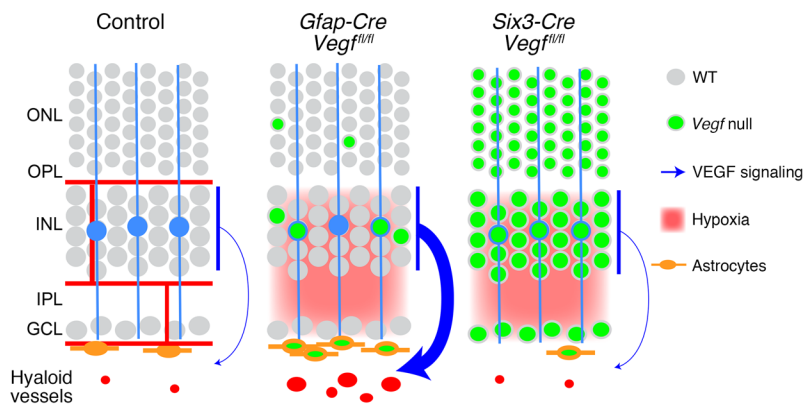 Control
Gfap-Cre
Vegf fl/fl
Six3-Cre
Vegf fl/fl
ONL
OPL
INL
IPL
GCL
Hyaloid
vessels
WT
Vegf null
VEGF signaling
Hypoxia
Astrocytes